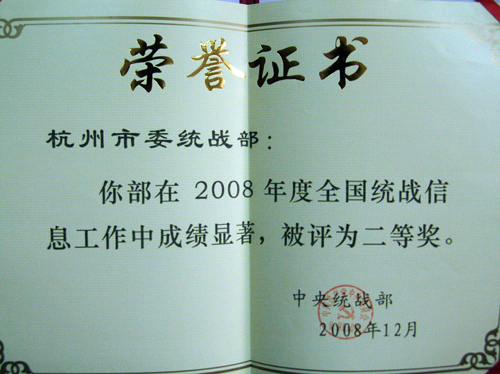 荣誉证书
杭州市委统战部：
你部在 2008 年度全国统战信
息工作中成绩显著，被评为二等奖。
中央统战部
2008年12月